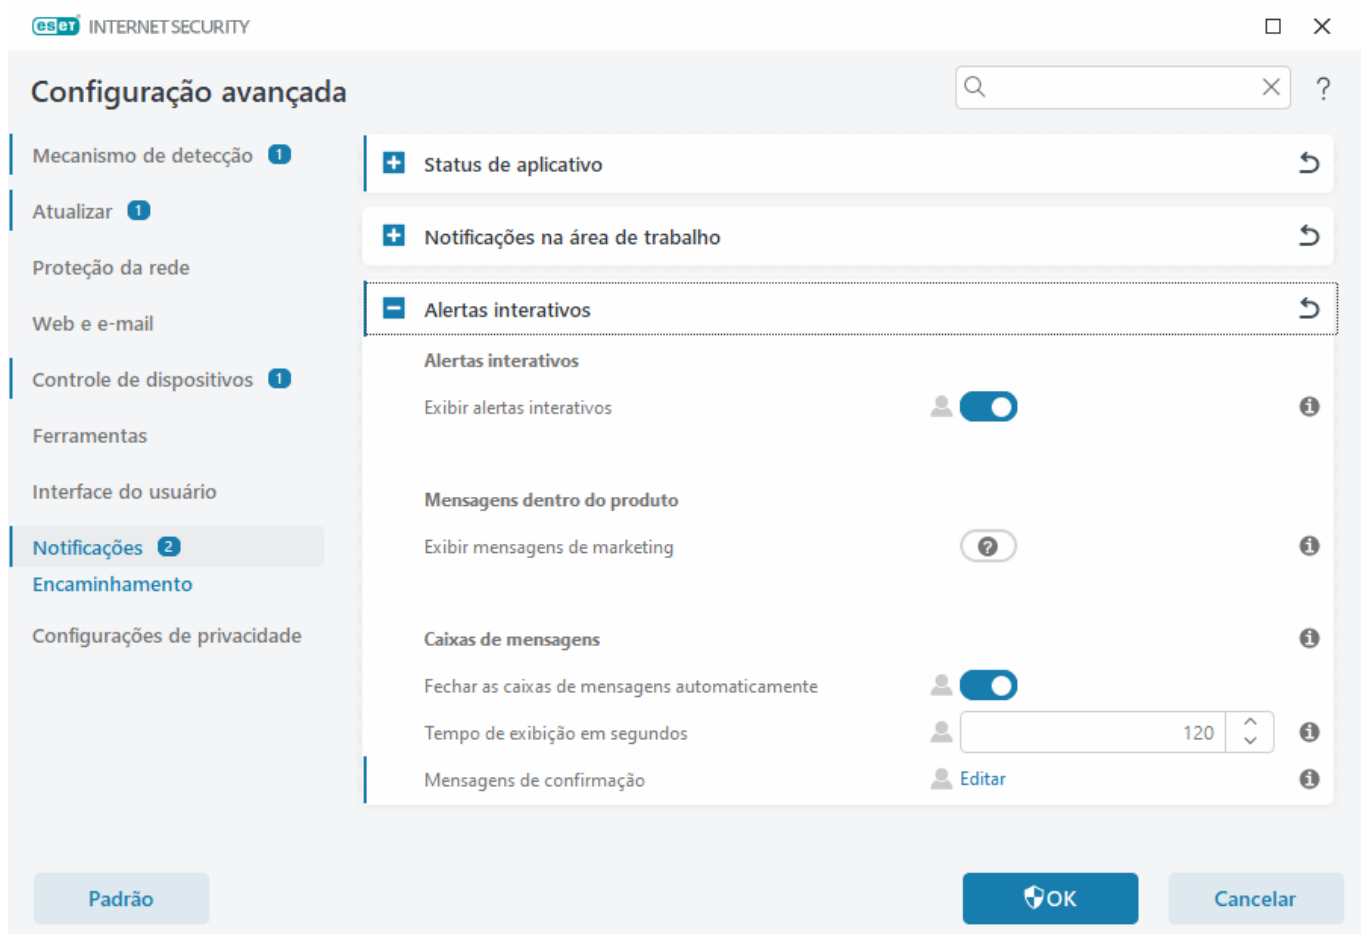 eseT INTERNET SECURITY
Configuração avançada
?
Mecanismo de detecção 1
Atualizar 1
Proteção da rede
Web e e-mail
Controle de dispositivos 1
Ferramentas
Interface do usuário
Notificações 2
Encaminhamento
Configurações de privacidade
Status de aplicativo
Notificações na área de trabalho
Alertas interativos
Alertas interativos
Exibir alertas interativos
Mensagens dentro do produto
Exibir mensagens de marketing ?
Caixas de mensagens
Fechar as caixas de mensagens automaticamente
Tempo de exibição em segundos 120
Mensagens de confirmação Editar
Padrão
OK
Cancelar